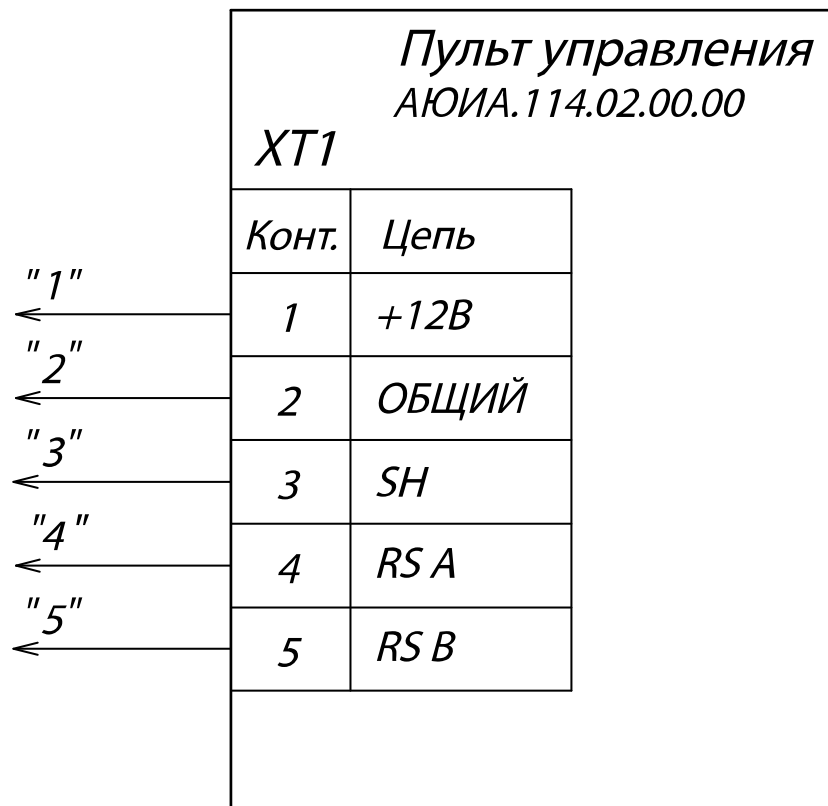 Пульт управления
АЮИА.114.02.00.00
XT1
Конт. Цепь
"1"
1 +12В
"2"
2 ОБЩИЙ
"3"
3 SH
"4"
4 RS A
"5"
5 RS B